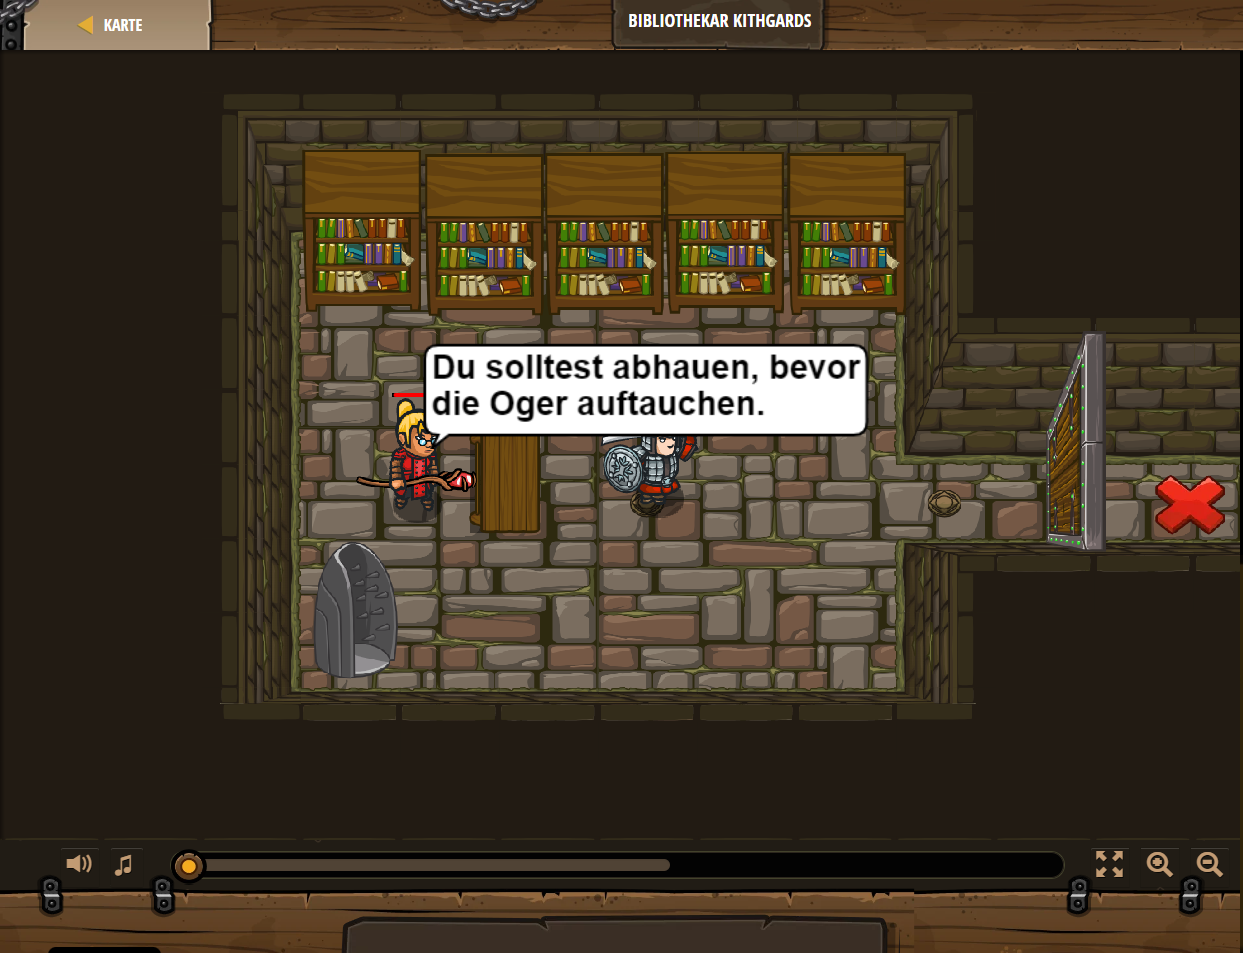 KARTE
BIBLIOTHEKAR KITHGARDS
Du solltest abhauen, bevor
die Oger auftauchen.